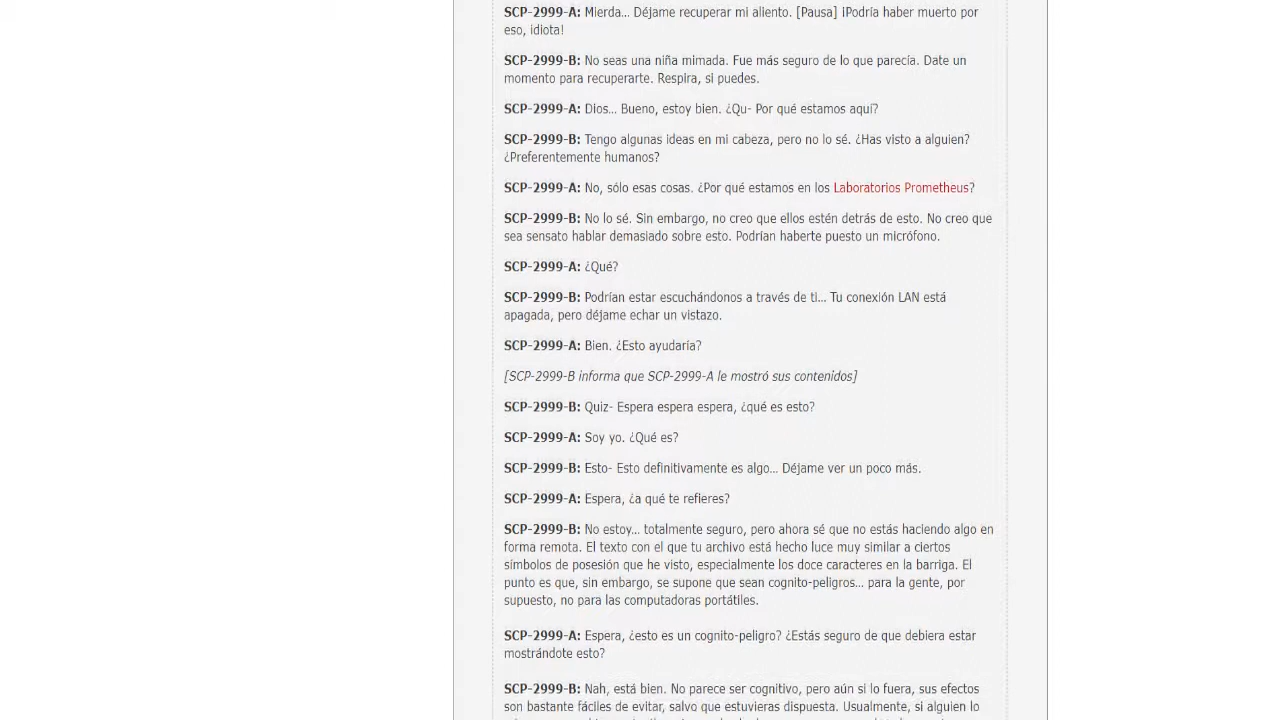 SCP-2999-A: Mierda... Déjame recuperar mi aliento. [Pausa] ¡Podría haber muerto por
eso, idiota!
SCP-2999-B: No seas una niña mimada. Fue más seguro de lo que parecía. Date un
momento para recuperarte. Respira, si puedes.
SCP-2999-A: Dios... Bueno, estoy bien. ¿Qu- Por qué estamos aquí?
SCP-2999-B: Tengo algunas ideas en mi cabeza, pero no lo sé. ¿Has visto a alguien?
¿Preferentemente humanos?
SCP-2999-A: No, sólo esas cosas. ¿Por qué estamos en los Laboratorios Prometheus?
SCP-2999-B: No lo sé. Sin embargo, no creo que ellos estén detrás de esto. No creo que
sea sensato hablar demasiado sobre esto. Podrían haberte puesto un micrófono.
SCP-2999-A: ¿Qué?
SCP-2999-B: Podrían estar escuchándonos a través de ti... Tu conexión LAN está
apagada, pero déjame echar un vistazo.
SCP-2999-A: Bien. ¿Esto ayudaría?
[SCP-2999-B informa que SCP-2999-A le mostró sus contenidos]
SCP-2999-B: Quiz- Espera espera espera, ¿qué es esto?
SCP-2999-A: Soy yo. ¿Qué es?
SCP-2999-B: Esto- Esto definitivamente es algo... Déjame ver un poco más.
SCP-2999-A: Espera, ¿a qué te refieres?
SCP-2999-B: No estoy... totalmente seguro, pero ahora sé que no estás haciendo algo en
forma remota. El texto con el que tu archivo está hecho luce muy similar a ciertos
símbolos de posesión que he visto, especialmente los doce caracteres en la barriga. El
punto es que, sin embargo, se supone que sean cognito-peligros... para la gente, por
supuesto, no para las computadoras portátiles.
SCP-2999-A: Espera, ¿esto es un cognito-peligro? ¿Estás seguro de que debiera estar
mostrándote esto?
SCP-2999-B: Nah, está bien. No parece ser cognitivo, pero aún si lo fuera, sus efectos
son bastante fáciles de evitar, salvo que estuvieras dispuesta. Usualmente, si alguien lo